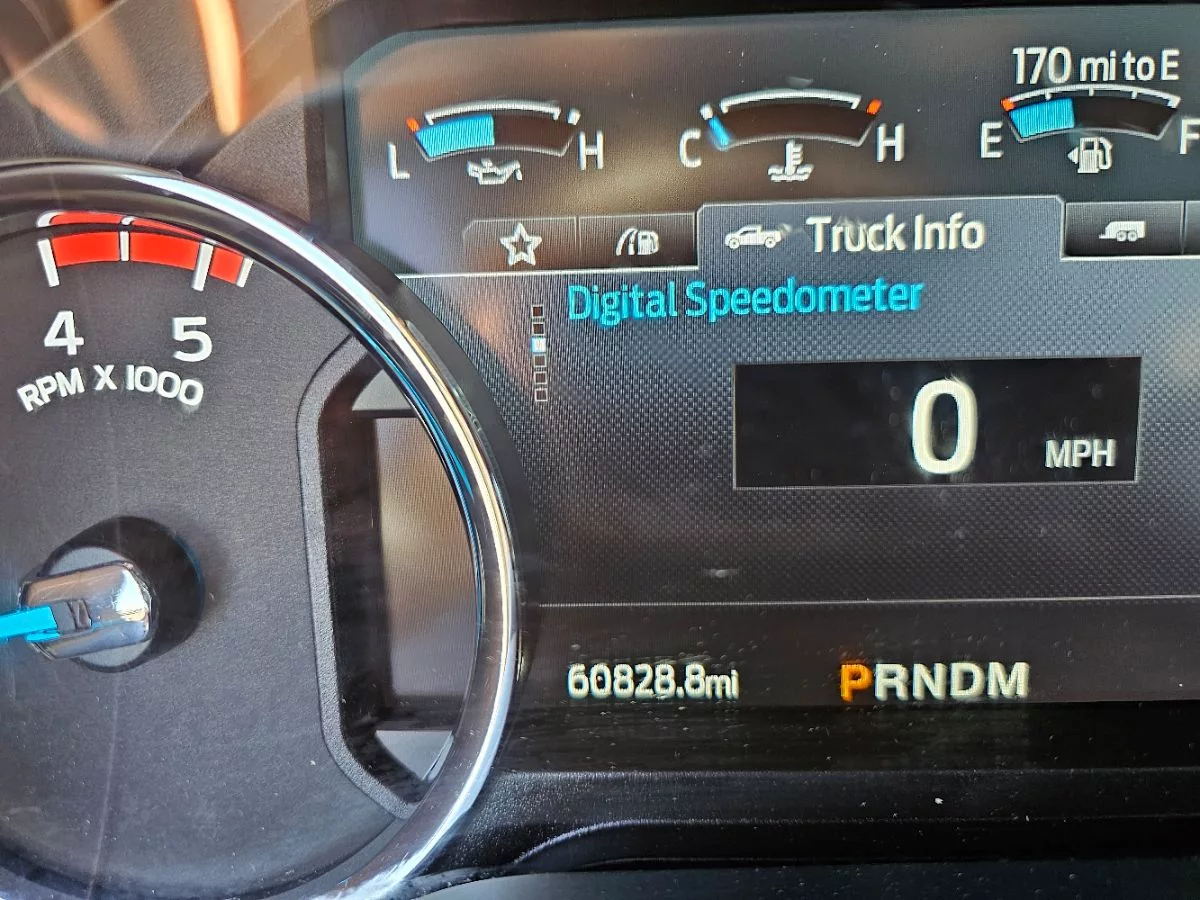 170 mi to E
L H C H E F
Truck Info
Digital Speedometer
4 5
RPM X 1000
0 MPH
60828.8mi PRNDM